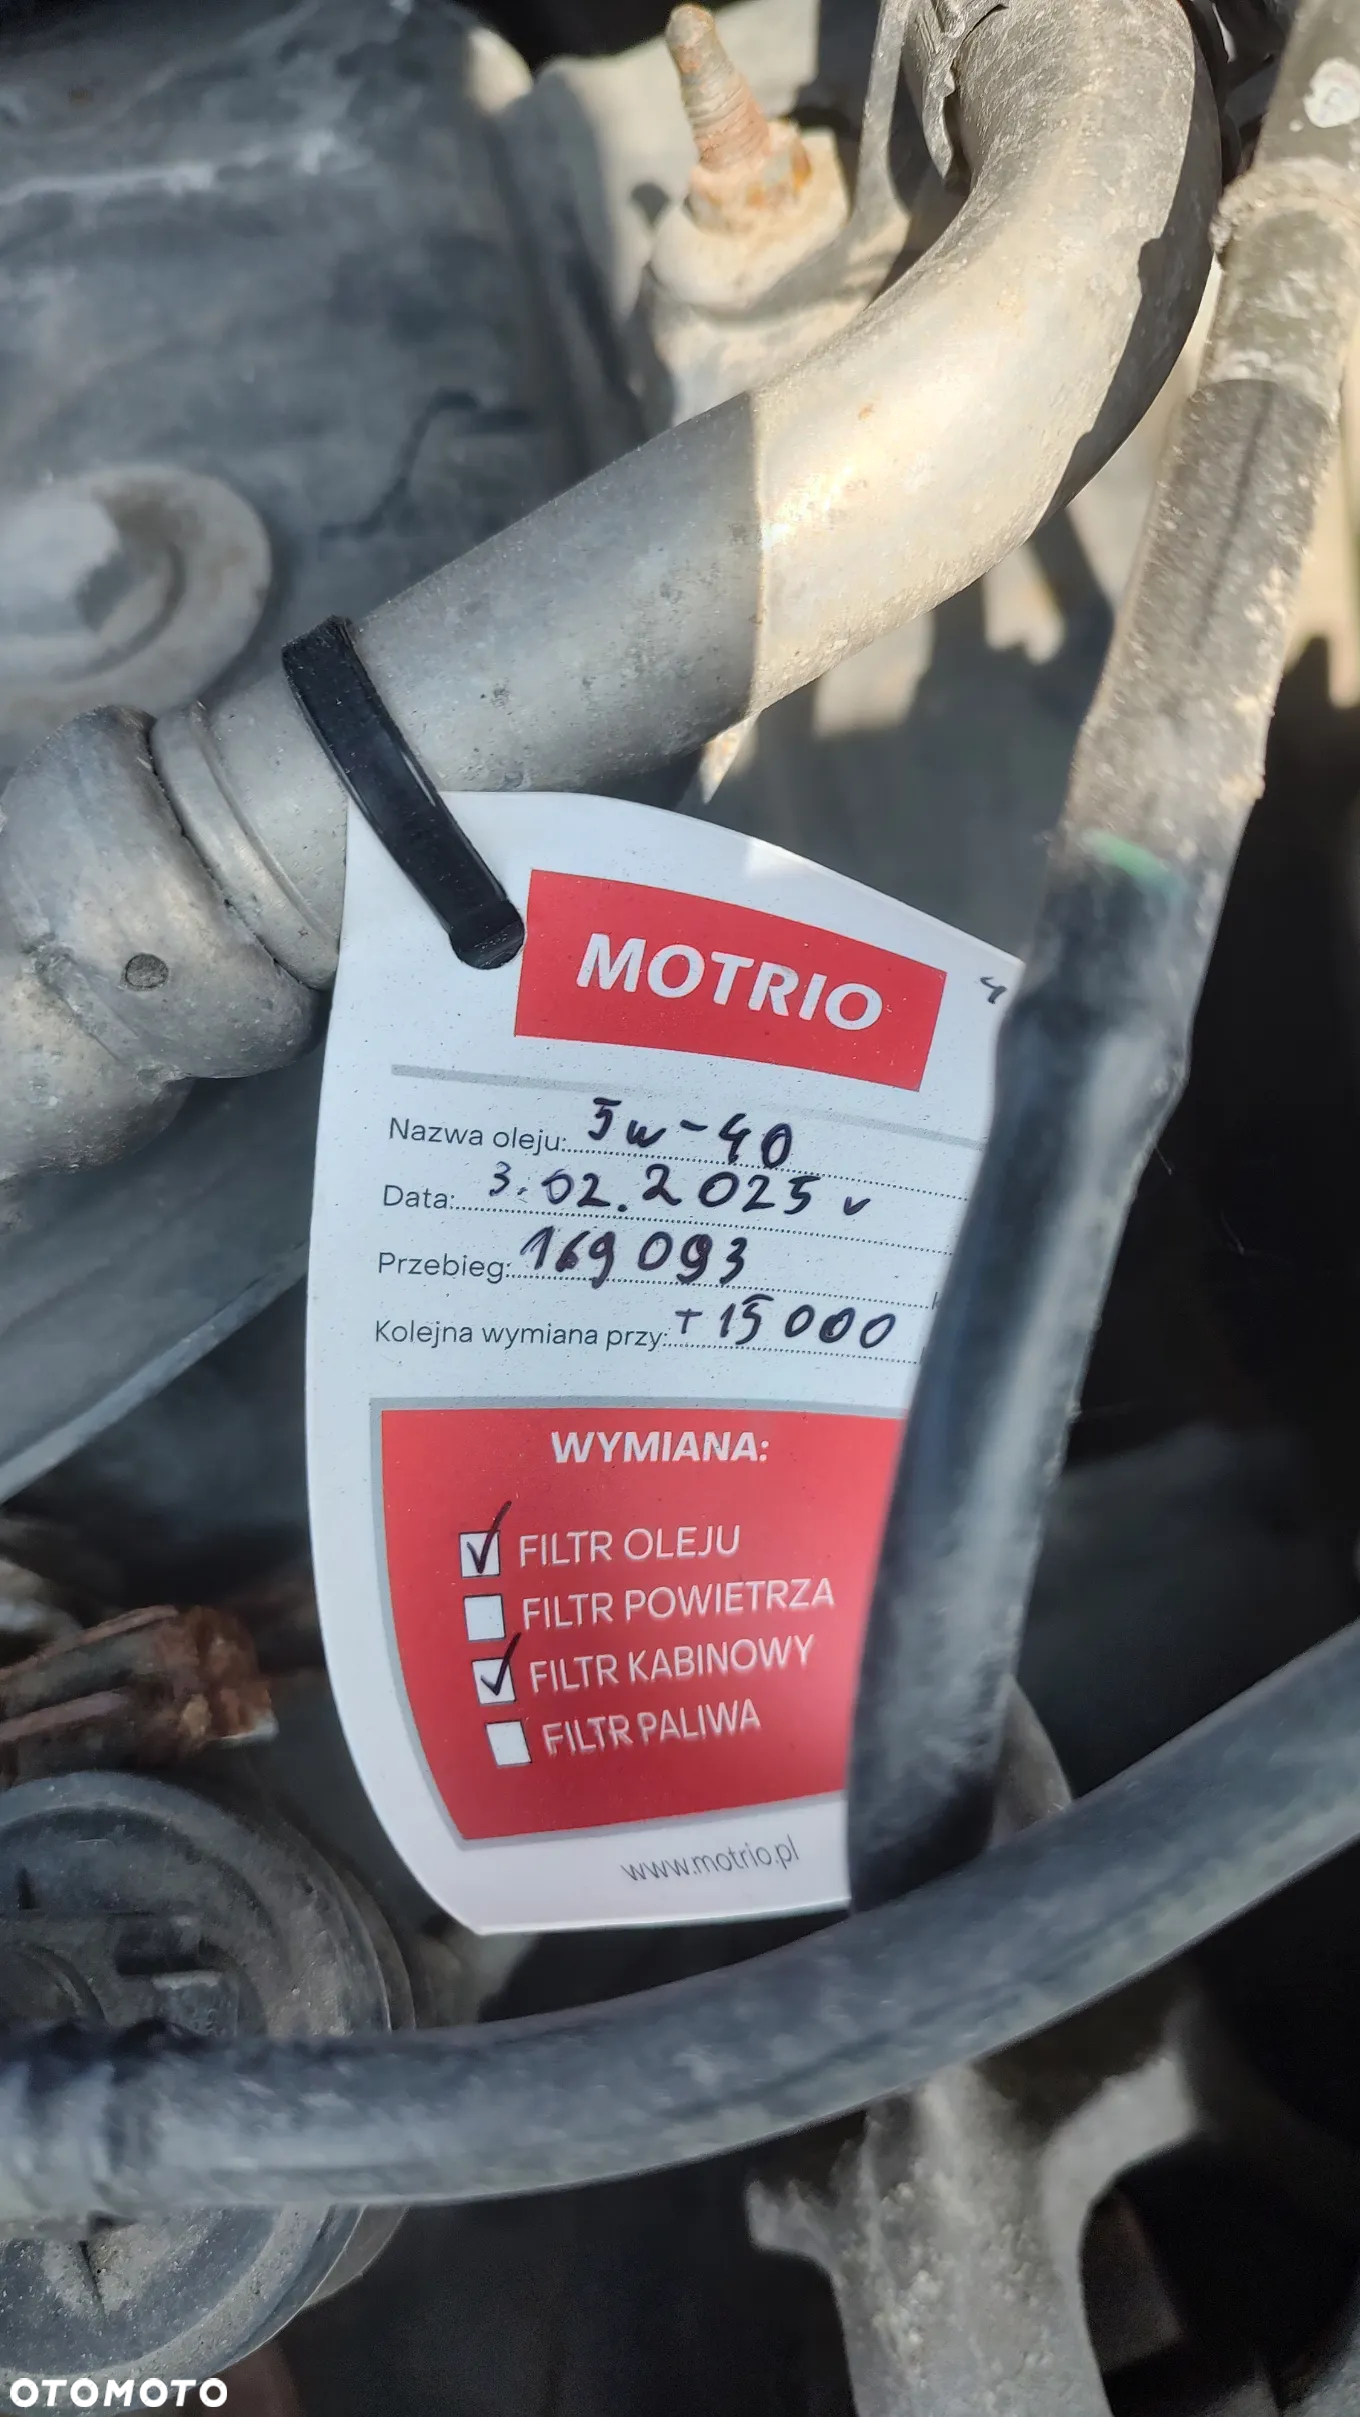 MOTRIO
Nazwa oleju: 5w-40
Data: 3.02.2025
Przebieg: 169 093
Kolejna wymiana przy: + 15 000
WYMIANA:
FILTR OLEJU
FILTR POWIETRZA
FILTR KABINOWY
FILTR PALIWA
www.motrio.pl
OTOMOTO